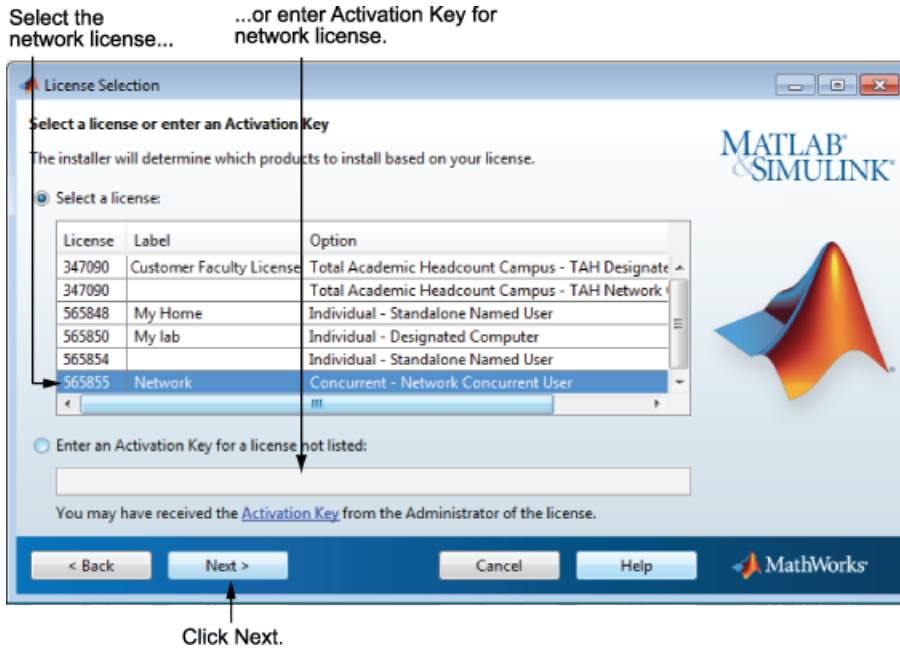 Select the
network license...
...or enter Activation Key for
network license.
License Selection
Select a license or enter an Activation Key
The installer will determine which products to install based on your license.
MATLAB®
&SIMULINK®
Select a license:
License Label Option
347090 Customer Faculty License Total Academic Headcount Campus - TAH Designate
347090 Total Academic Headcount Campus - TAH Network
565848 My Home Individual - Standalone Named User
565850 My lab Individual - Designated Computer
565854 Individual - Standalone Named User
565855 Network Concurrent - Network Concurrent User
Enter an Activation Key for a license not listed:
You may have received the Activation Key from the Administrator of the license.
< Back Next > Cancel Help MathWorks®
Click Next.